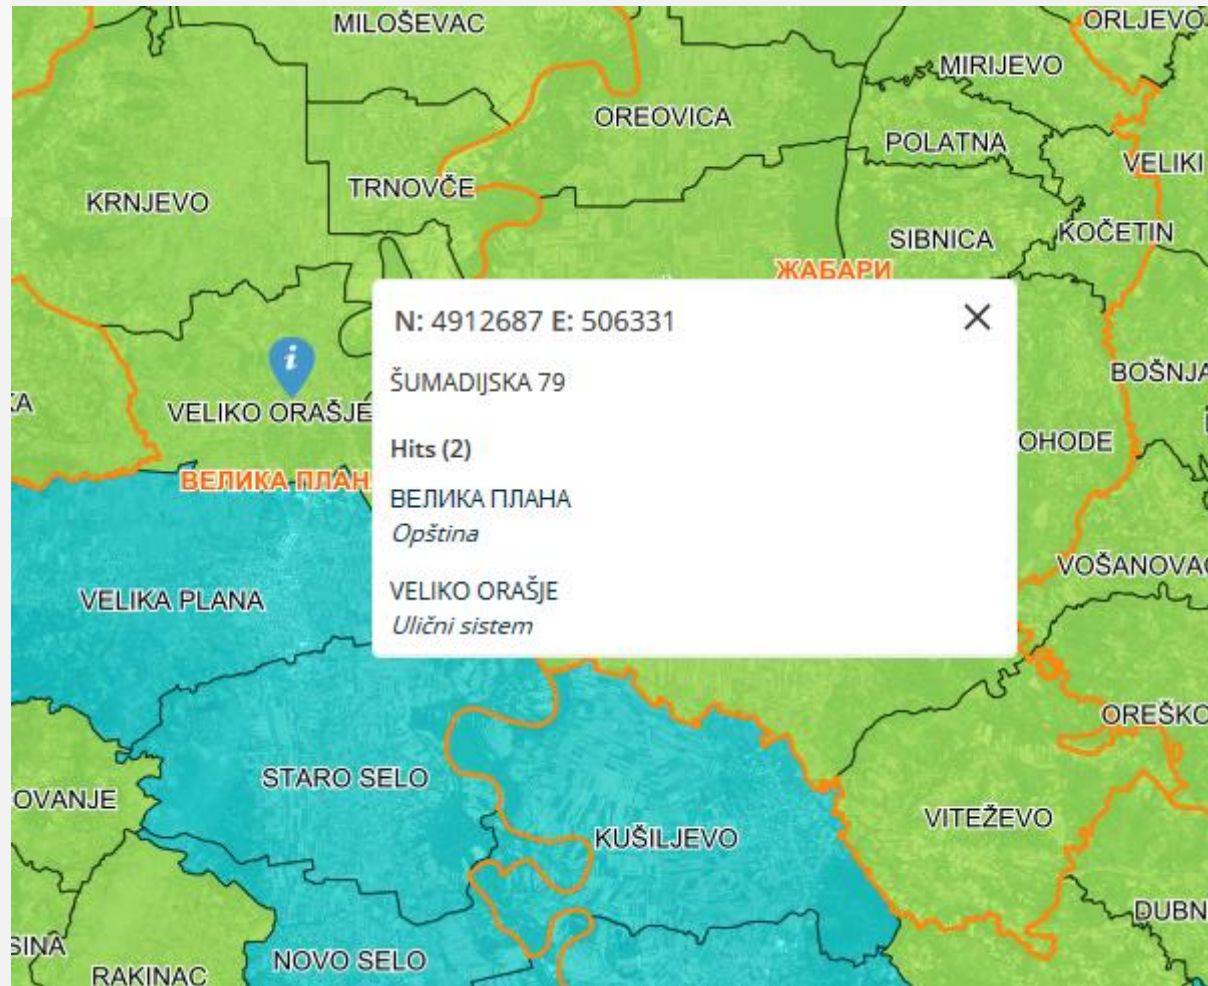 MILOŠEVAC
ORLJEVO
MIRIJEVO
OREOVICA
POLATNA
VELIKI
TRNOVČE
KRNJEVO
SIBNICA
KOČETIN
ЖАБАРИ
N: 4912687 E: 506331
ŠUMADIJSKA 79
Hits (2)
ВЕЛИКА ПЛАНА
Opština
VELIKO ORAŠJE
Ulični sistem
BOŠNJA
VELIKO ORAŠJE
OHODE
ВЕЛИКА ПЛАН
VOŠANOVAC
VELIKA PLANA
OREŠKO
STARO SELO
OVANJE
VITEŽEVO
KUŠILJEVO
DUBN
SINA
NOVO SELO
RAKINAC